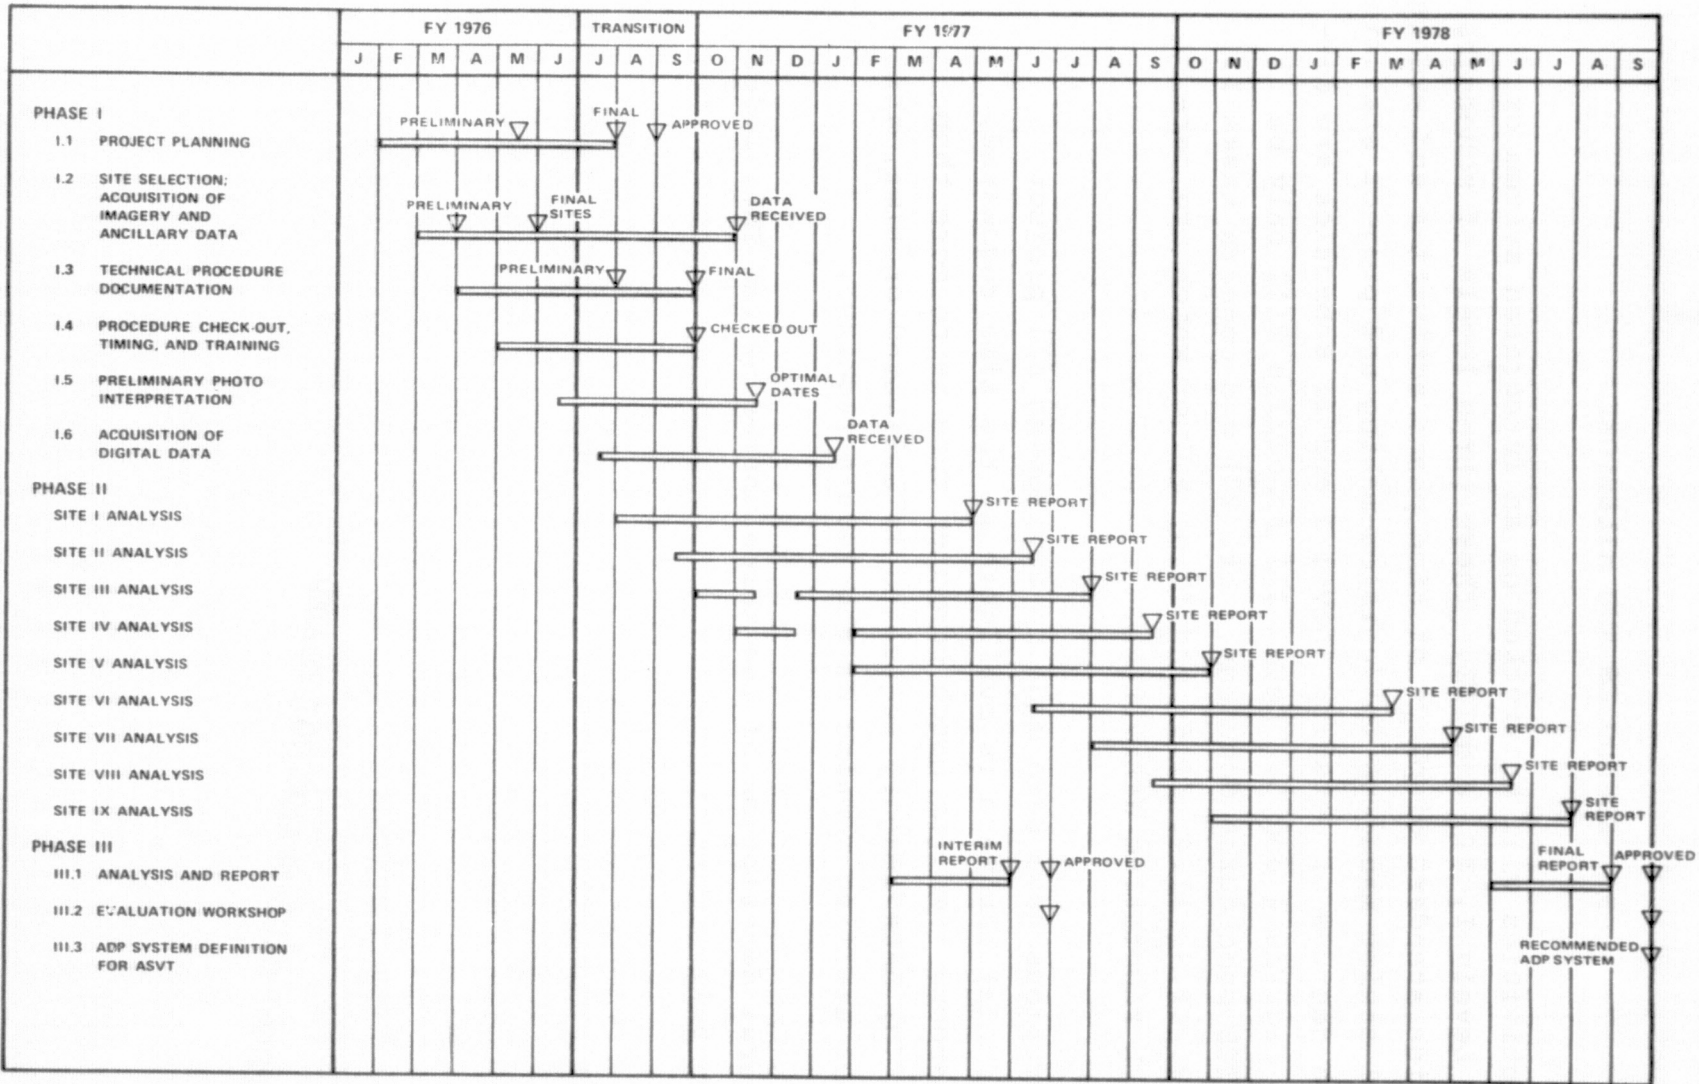 FY 1976 TRANSITION FY 1977 FY 1978
J F M A M J J A S O N D J F M A M J J A S O N D J F M A M J J A S
PHASE I
PRELIMINARY FINAL APPROVED
I.1 PROJECT PLANNING
I.2 SITE SELECTION;
ACQUISITION OF
IMAGERY AND
ANCILLARY DATA
PRELIMINARY
FINAL
SITES
DATA
RECEIVED
I.3 TECHNICAL PROCEDURE
DOCUMENTATION
PRELIMINARY FINAL
I.4 PROCEDURE CHECK-OUT,
TIMING, AND TRAINING
CHECKED OUT
I.5 PRELIMINARY PHOTO
INTERPRETATION
OPTIMAL
DATES
I.6 ACQUISITION OF
DIGITAL DATA
DATA
RECEIVED
PHASE II
SITE I ANALYSIS SITE REPORT
SITE II ANALYSIS SITE REPORT
SITE III ANALYSIS SITE REPORT
SITE IV ANALYSIS SITE REPORT
SITE V ANALYSIS SITE REPORT
SITE VI ANALYSIS SITE REPORT
SITE VII ANALYSIS SITE REPORT
SITE VIII ANALYSIS SITE REPORT
SITE IX ANALYSIS
SITE
REPORT
PHASE III
III.1 ANALYSIS AND REPORT
INTERIM
REPORT
APPROVED
FINAL
REPORT
APPROVED
III.2 EVALUATION WORKSHOP
III.3 ADP SYSTEM DEFINITION
FOR ASVT
RECOMMENDED
ADP SYSTEM